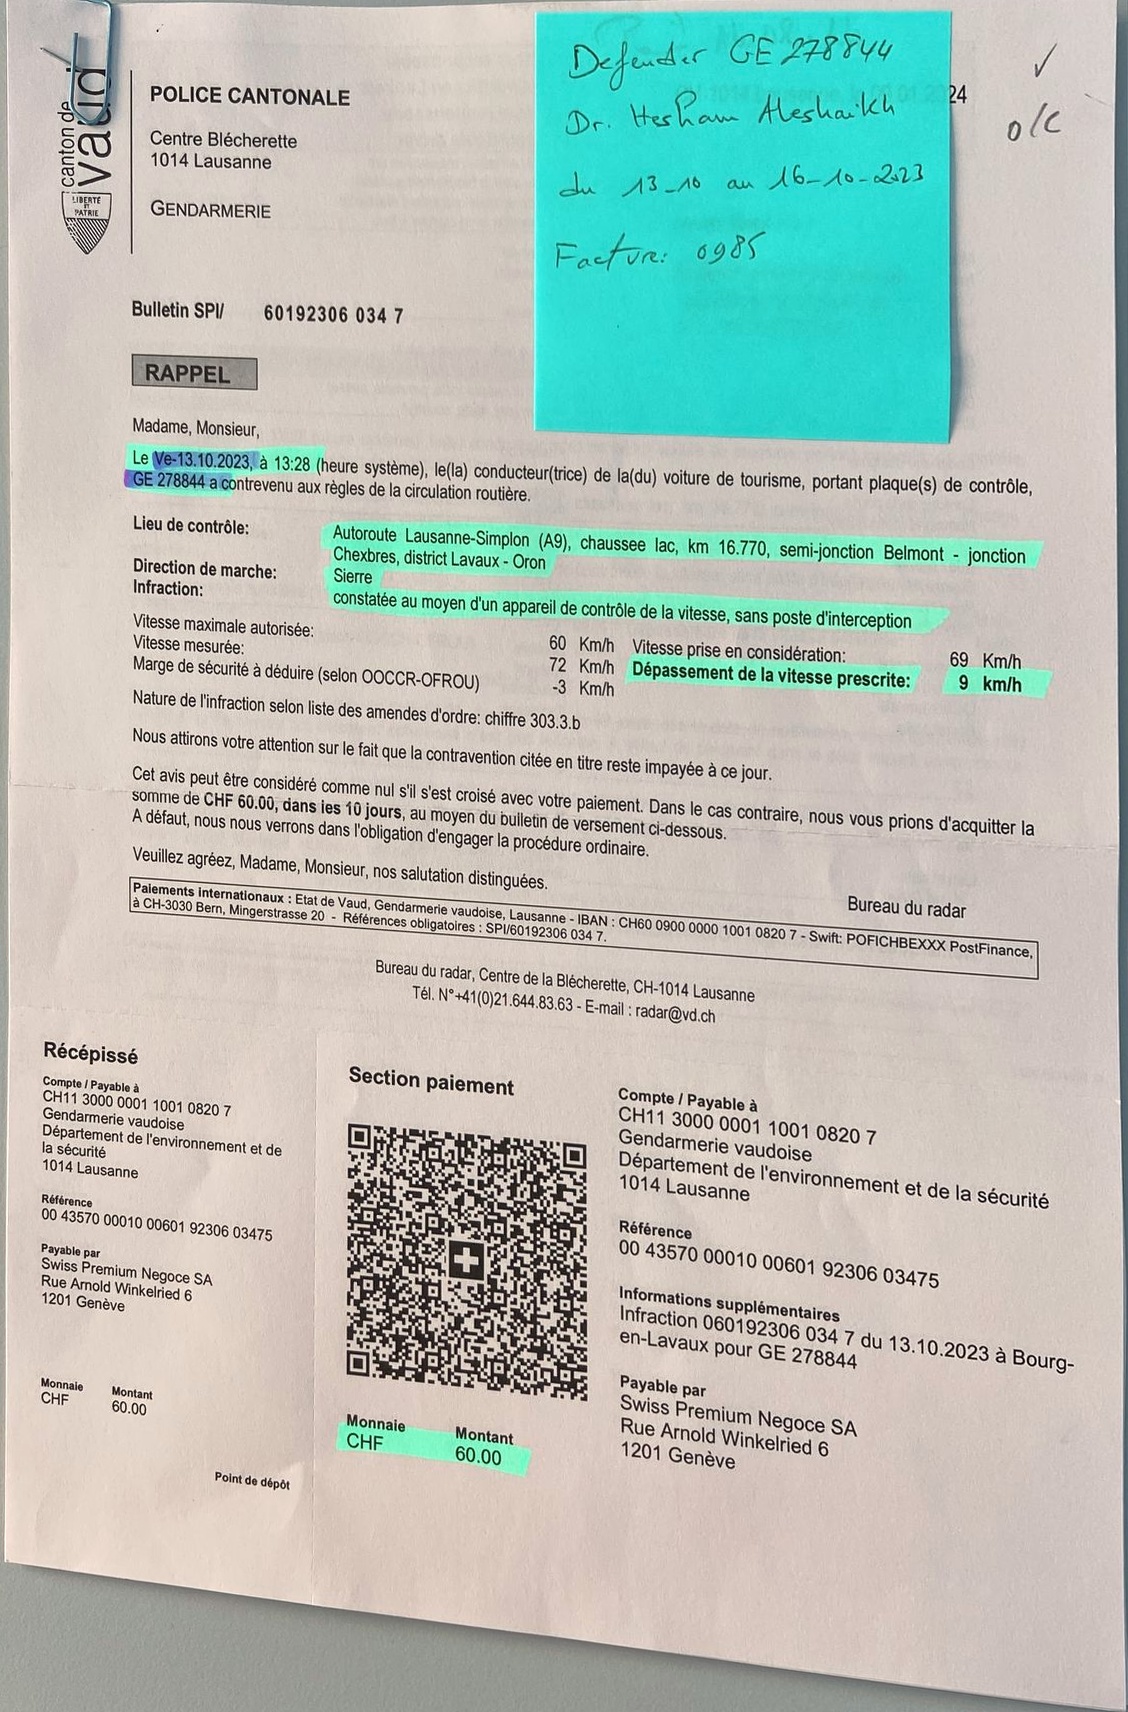 canton de
vaud
LIBERTÉ
ET
PATRIE
POLICE CANTONALE
Centre Blécherette
1014 Lausanne
GENDARMERIE
Defender GE 278844
Dr. Hesham Aleshaikh
du 13-10 au 16-10-2023
Facture: 0985
24
✓
o/c
Bulletin SPI/ 60192306 034 7
RAPPEL
Madame, Monsieur,
Le Ve-13.10.2023, à 13:28 (heure système), le(la) conducteur(trice) de la(du) voiture de tourisme, portant plaque(s) de contrôle,
GE 278844 a contrevenu aux règles de la circulation routière.
Lieu de contrôle: Autoroute Lausanne-Simplon (A9), chaussee lac, km 16.770, semi-jonction Belmont - jonction
Chexbres, district Lavaux - Oron
Direction de marche: Sierre
Infraction: constatée au moyen d'un appareil de contrôle de la vitesse, sans poste d'interception
Vitesse maximale autorisée: 60 Km/h Vitesse prise en considération: 69 Km/h
Vitesse mesurée: 72 Km/h Dépassement de la vitesse prescrite: 9 km/h
Marge de sécurité à déduire (selon OOCCR-OFROU) -3 Km/h
Nature de l'infraction selon liste des amendes d'ordre: chiffre 303.3.b
Nous attirons votre attention sur le fait que la contravention citée en titre reste impayée à ce jour.
Cet avis peut être considéré comme nul s'il s'est croisé avec votre paiement. Dans le cas contraire, nous vous prions d'acquitter la
somme de CHF 60.00, dans les 10 jours, au moyen du bulletin de versement ci-dessous.
A défaut, nous nous verrons dans l'obligation d'engager la procédure ordinaire.
Veuillez agréez, Madame, Monsieur, nos salutation distinguées.
Bureau du radar
Paiements internationaux : Etat de Vaud, Gendarmerie vaudoise, Lausanne - IBAN : CH60 0900 0000 1001 0820 7 - Swift: POFICHBEXXX PostFinance,
à CH-3030 Bern, Mingerstrasse 20 - Références obligatoires : SPI/60192306 034 7.
Bureau du radar, Centre de la Blécherette, CH-1014 Lausanne
Tél. N°+41(0)21.644.83.63 - E-mail : radar@vd.ch
Récépissé
Compte / Payable à
CH11 3000 0001 1001 0820 7
Gendarmerie vaudoise
Département de l'environnement et de
la sécurité
1014 Lausanne
Référence
00 43570 00010 00601 92306 03475
Payable par
Swiss Premium Negoce SA
Rue Arnold Winkelried 6
1201 Genève
Monnaie Montant
CHF 60.00
Point de dépôt
Section paiement
Monnaie Montant
CHF 60.00
Compte / Payable à
CH11 3000 0001 1001 0820 7
Gendarmerie vaudoise
Département de l'environnement et de la sécurité
1014 Lausanne
Référence
00 43570 00010 00601 92306 03475
Informations supplémentaires
Infraction 060192306 034 7 du 13.10.2023 à Bourg-
en-Lavaux pour GE 278844
Payable par
Swiss Premium Negoce SA
Rue Arnold Winkelried 6
1201 Genève